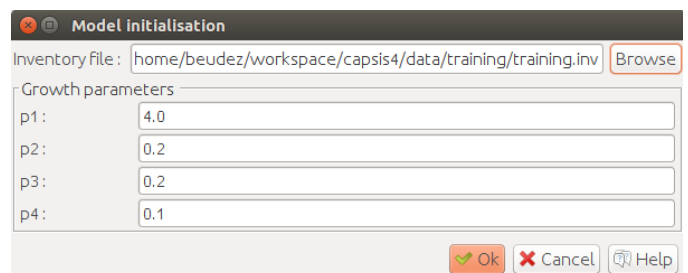 Model initialisation
Inventory file : home/beudez/workspace/capsis4/data/training/training.inv Browse
Growth parameters
p1 : 4.0
p2 : 0.2
p3 : 0.2
p4 : 0.1
Ok Cancel Help